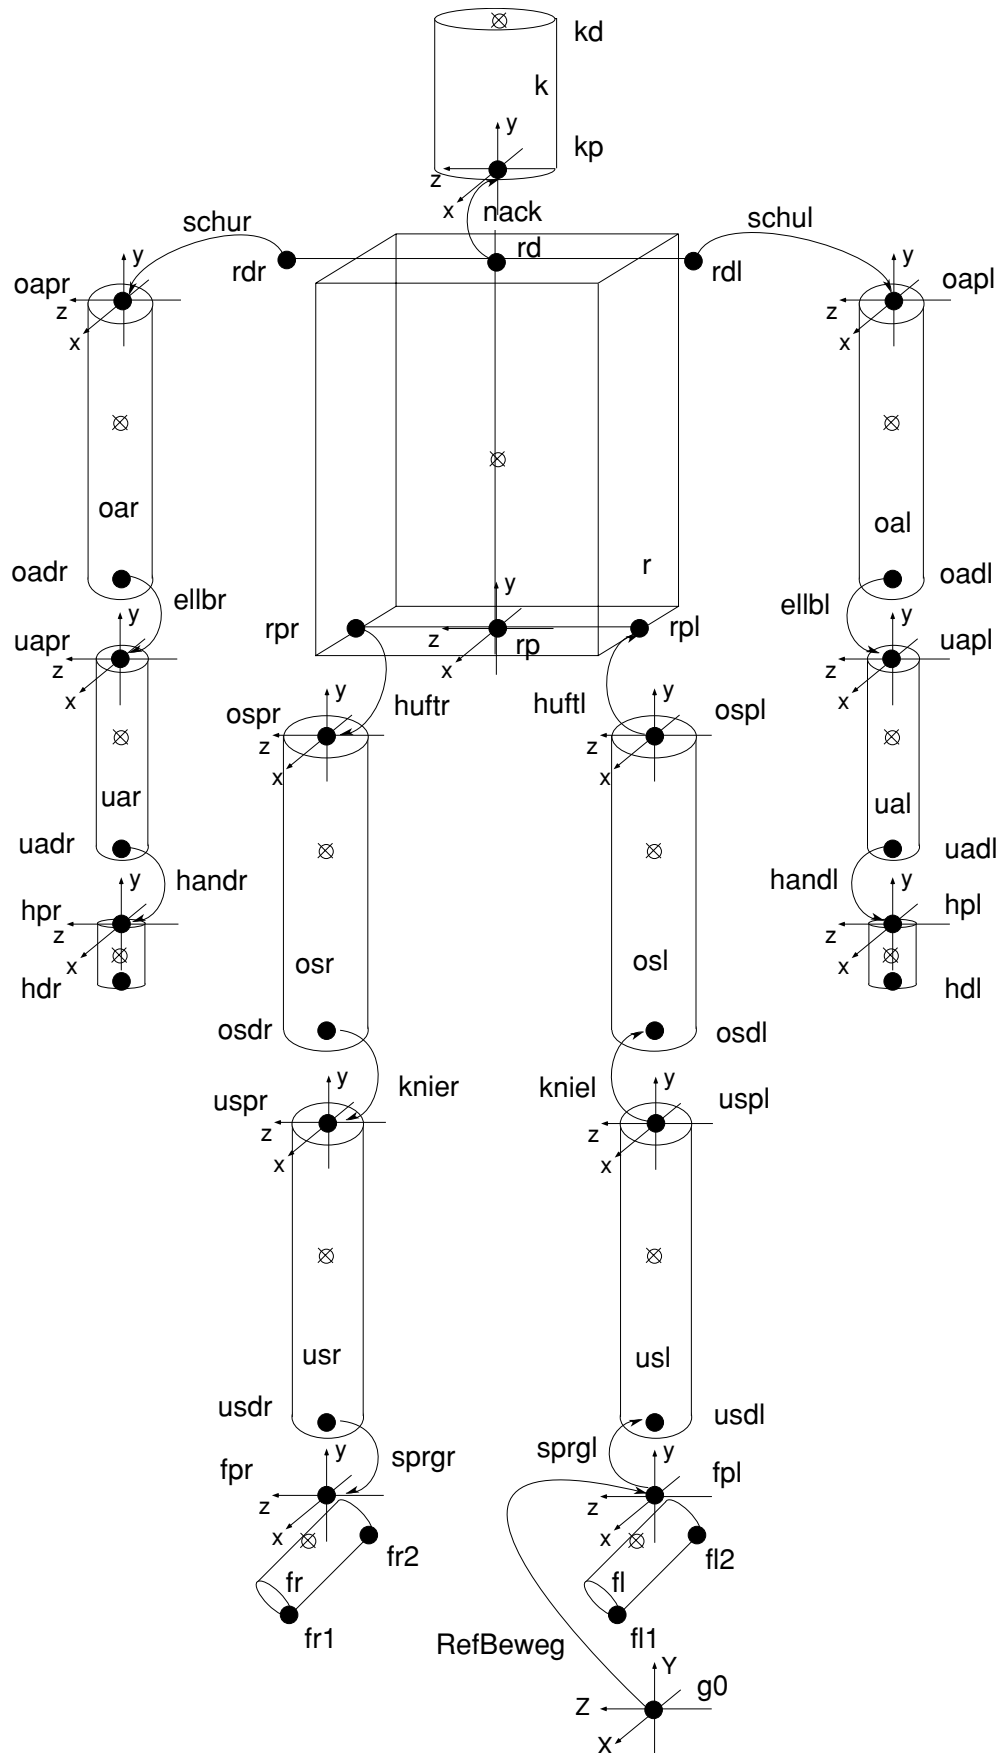 kd
k
y
kp
z
x
nack
schur
schul
y
rdr
rd
rdl
y
oapr
z
x
oapl
z
x
oar
oal
r
oadr
ellbr
oadl
ellbl
y
y
y
uapr
z
x
rpr
z
x
rp
rpl
uapl
z
x
y
y
ospr
z
x
huftr
huftl
ospl
z
x
uar
ual
uadr
uadl
handr
handl
y
y
hpr
z
x
hpl
z
x
osr
osl
hdr
hdl
osdr
osdl
y
y
knier
kniel
uspr
z
x
uspl
z
x
usr
usl
usdr
usdl
y
y
sprgr
sprgl
fpr
z
x
fpl
z
x
fr2
fl2
fr
fl
fr1
fl1
RefBeweg
Y
g0
Z
X